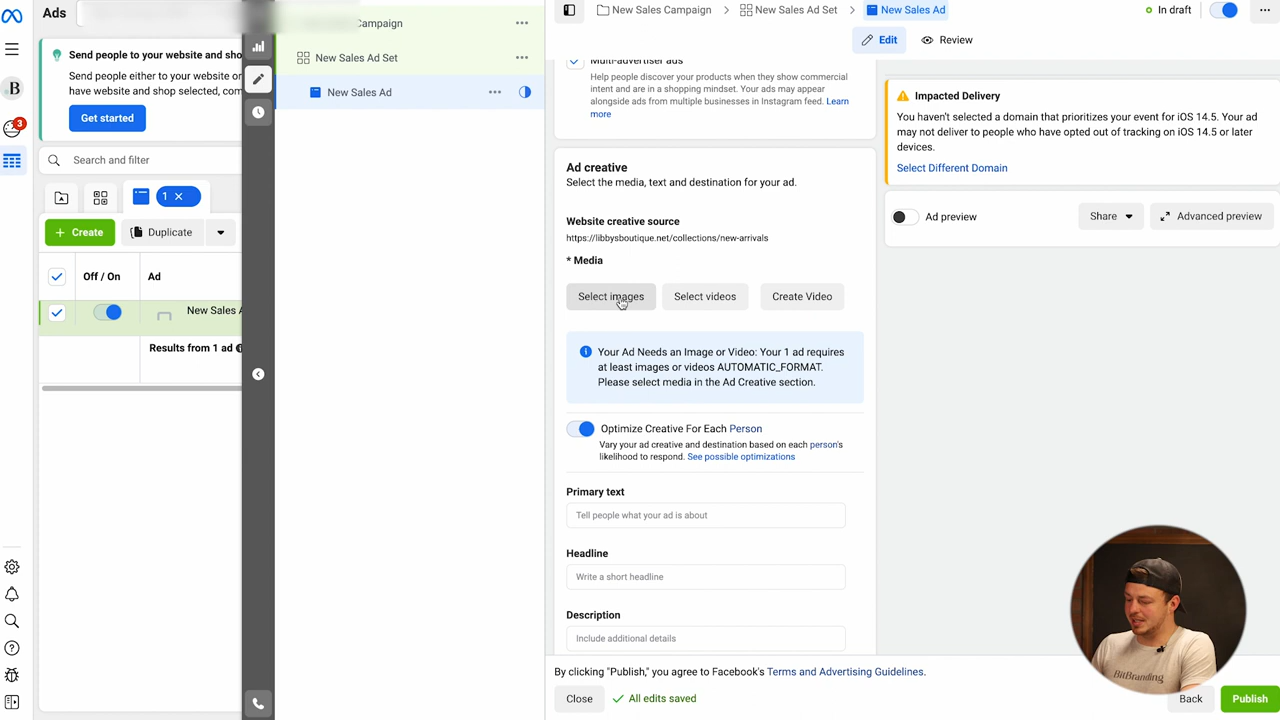 Ads
Send people to your website and sho
Send people either to your website or
have website and shop selected, com
Get started
B
3
Search and filter
1 ×
+ Create
Duplicate
Off / On
Ad
New Sales A
Results from 1 ad
Campaign
New Sales Ad Set
New Sales Ad
New Sales Campaign
New Sales Ad Set
New Sales Ad
In draft
Edit
Review
Multi-advertiser ads
Help people discover your products when they show commercial
intent and are in a shopping mindset. Your ads may appear
alongside ads from multiple businesses in Instagram feed. Learn
more
Ad creative
Select the media, text and destination for your ad.
Website creative source
https://libbysboutique.net/collections/new-arrivals
* Media
Select images
Select videos
Create Video
Your Ad Needs an Image or Video: Your 1 ad requires
at least images or videos AUTOMATIC_FORMAT.
Please select media in the Ad Creative section.
Optimize Creative For Each Person
Vary your ad creative and destination based on each person's
likelihood to respond. See possible optimizations
Primary text
Tell people what your ad is about
Headline
Write a short headline
Description
Include additional details
By clicking "Publish," you agree to Facebook's Terms and Advertising Guidelines.
Close
All edits saved
Back
Publish
Impacted Delivery
You haven't selected a domain that prioritizes your event for iOS 14.5. Your ad
may not deliver to people who have opted out of tracking on iOS 14.5 or later
devices.
Select Different Domain
Ad preview
Share
Advanced preview
BitBranding